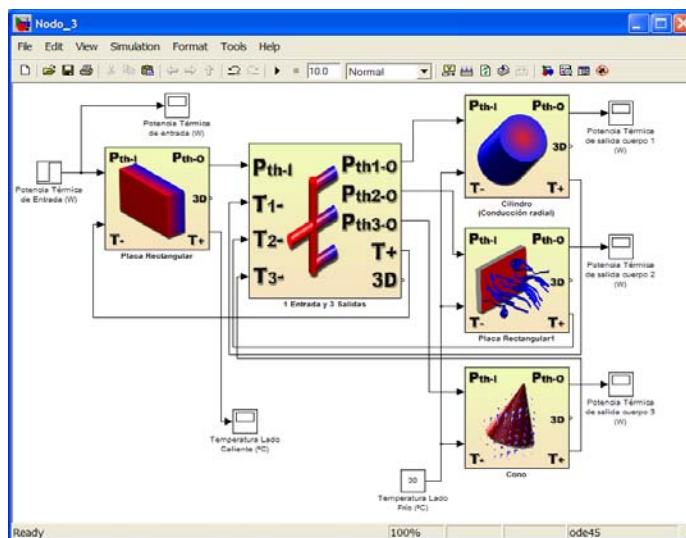 Nodo_3
File Edit View Simulation Format Tools Help
10.0 Normal
Potencia Térmica
de entrada (W)
Potencia Térmica
de Entrada (W)
Pth-I Pth-O
3D
T- T+
Placa Rectangular
Pth-I Pth1-O
T1- Pth2-O
T2- Pth3-O
T3- T+
3D
1 Entrada y 3 Salidas
Pth-I Pth-O
3D
T- T+
Cilindro
(Conducción radial)
Potencia Térmica
de salida cuerpo 1
(W)
Pth-I Pth-O
3D
T- T+
Placa Rectangular1
Potencia Térmica
de salida cuerpo 2
(W)
Pth-I Pth-O
3D
T- T+
Cono
Potencia Térmica
de salida cuerpo 3
(W)
Temperatura Lado
Caliente (ºC)
30
Temperatura Lado
Frío (ºC)
Ready 100% ode45